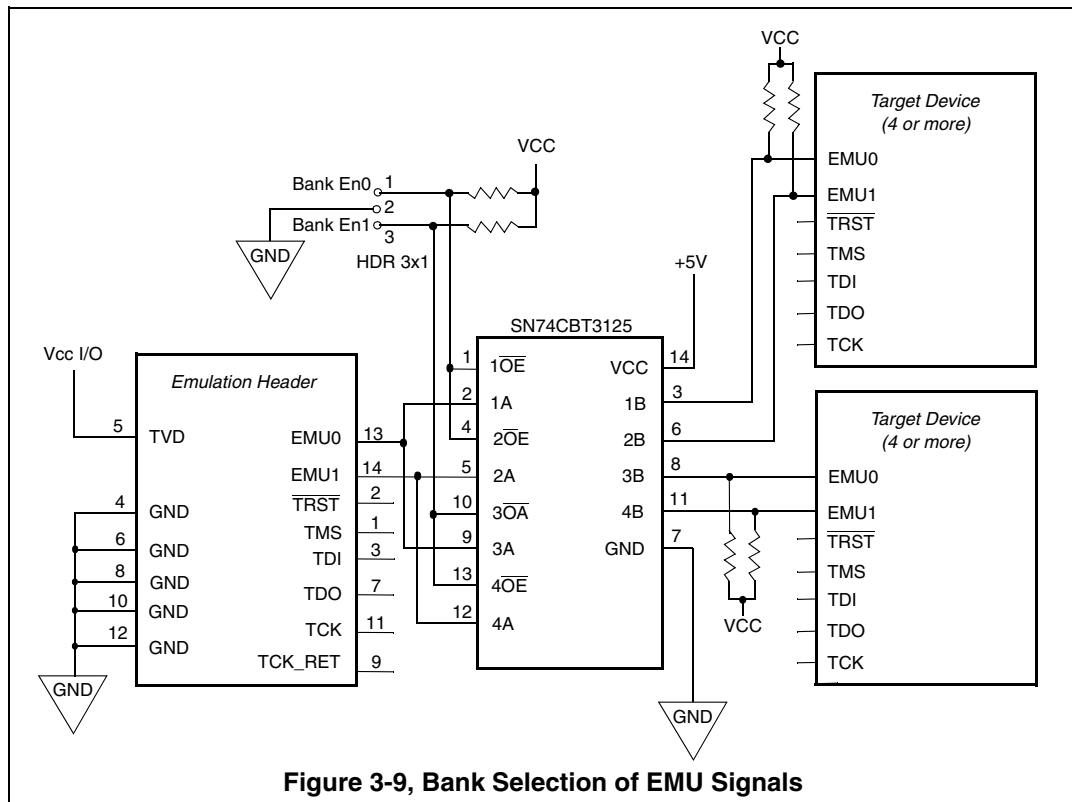 VCC
Target Device
(4 or more)
EMU0
EMU1
TRST
TMS
TDI
TDO
TCK
VCC
Bank En0 1
2
Bank En1 3
HDR 3x1
GND
+5V
SN74CBT3125
1 1OE
2 1A
4 2OE
5 2A
10 3OA
9 3A
13 4OE
12 4A
VCC 14
1B 3
2B 6
3B 8
4B 11
GND 7
GND
Vcc I/O
Emulation Header
5 TVD
4 GND
6 GND
8 GND
10 GND
12 GND
GND
EMU0 13
EMU1 14
TRST 2
TMS 1
TDI 3
TDO 7
TCK 11
TCK_RET 9
Target Device
(4 or more)
EMU0
EMU1
TRST
TMS
TDI
TDO
TCK
VCC
Figure 3-9, Bank Selection of EMU Signals